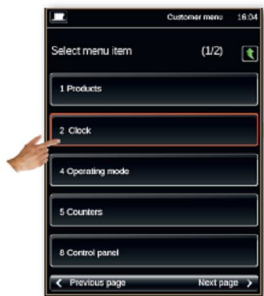 Customer menu 16:04
Select menu item (1/2)
1 Products
2 Clock
4 Operating mode
5 Counters
8 Control panel
Previous page Next page